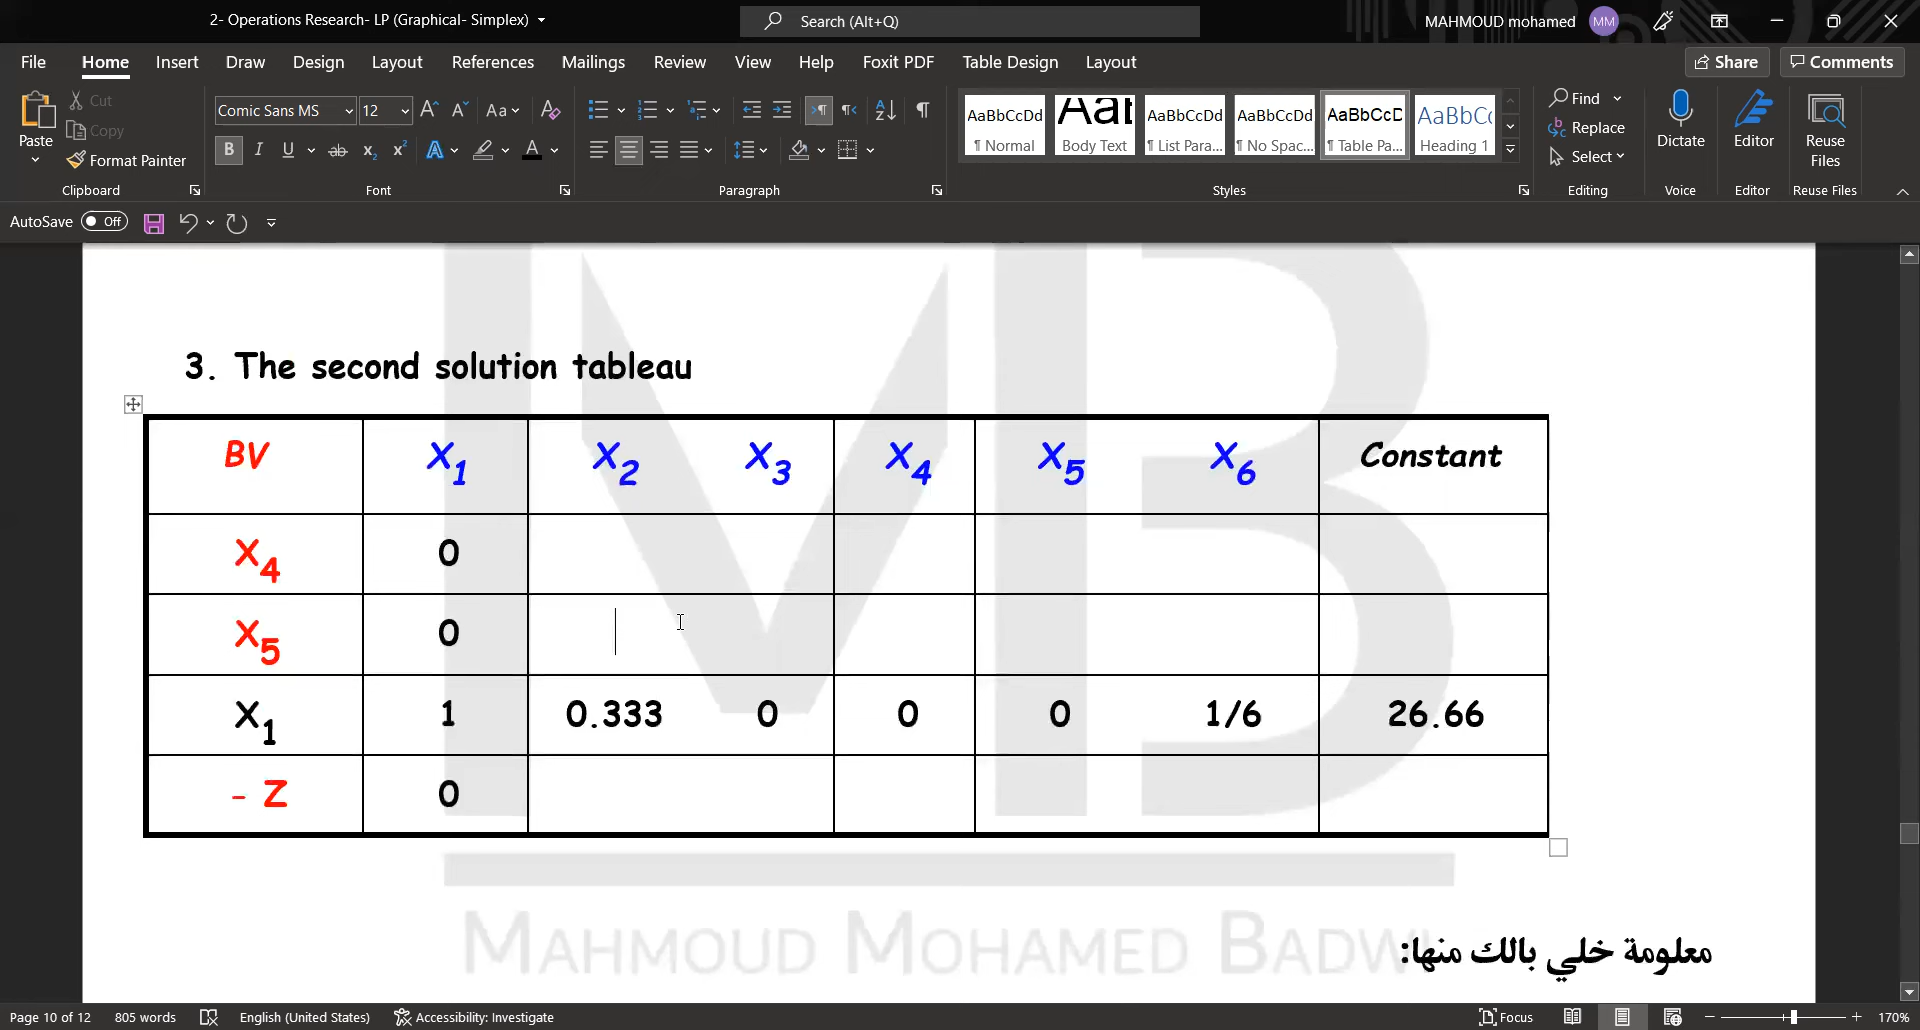 2- Operations Research- LP (Graphical- Simplex)
Search (Alt+Q)
MAHMOUD mohamed MM
File Home Insert Draw Design Layout References Mailings Review View Help Foxit PDF Table Design Layout Share Comments
Paste
Cut
Copy
Format Painter
Clipboard
Comic Sans MS 12
Font
Paragraph
AaBbCcDd ¶ Normal
AaB Body Text
AaBbCcDd ¶ List Para...
AaBbCcDd ¶ No Spac...
AaBbCcD ¶ Table Pa...
AaBbCc Heading 1
Styles
Find
Replace
Select
Editing
Dictate
Voice
Editor
Editor
Reuse Files
Reuse Files
AutoSave Off
3. The second solution tableau
BV X1 X2 X3 X4 X5 X6 Constant
X4 0
X5 0
X1 1 0.333 0 0 0 1/6 26.66
- Z 0
MB
MAHMOUD MOHAMED BADWI
معلومة خلي بالك منها:
Page 10 of 12 805 words English (United States) Accessibility: Investigate Focus 170%